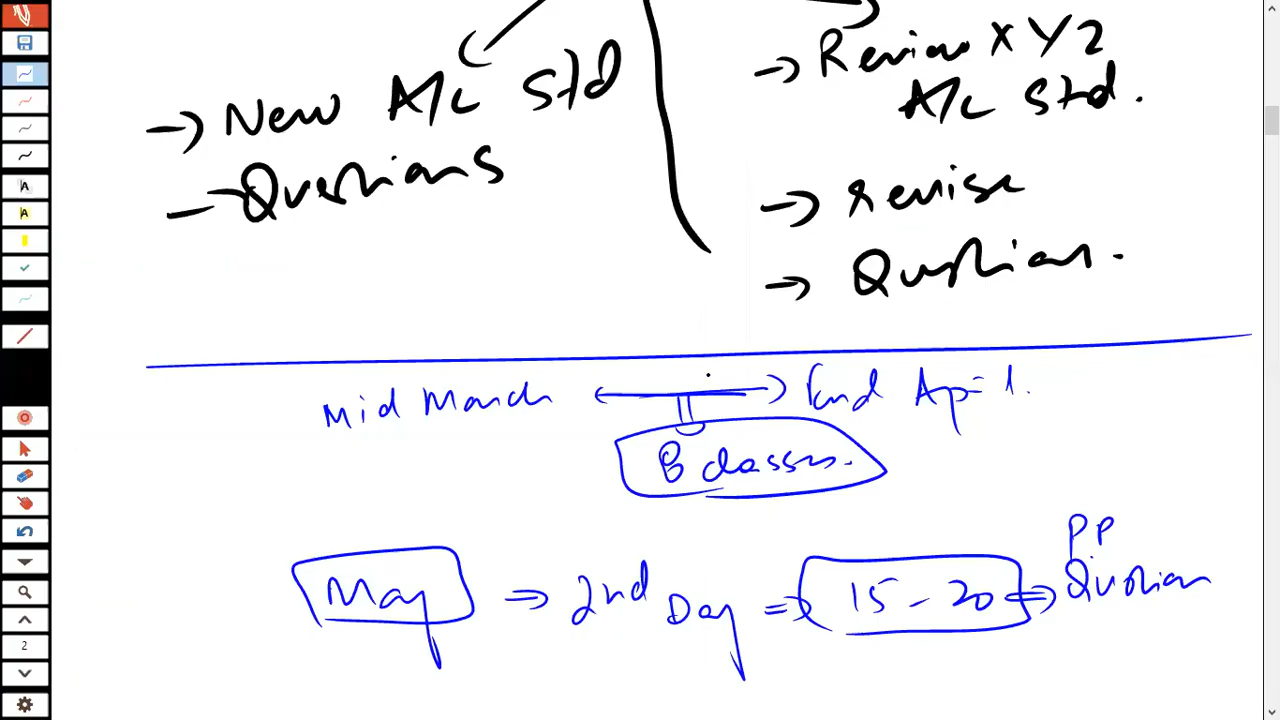 → New A/c Std
→ Questions
→ Review XYZ
A/c Std.
→ Revise
→ Question.
Mid March ← → End April.
8 classes.
May → 2nd Day ⇒ 15 - 20 ⇒ PP
Question
2